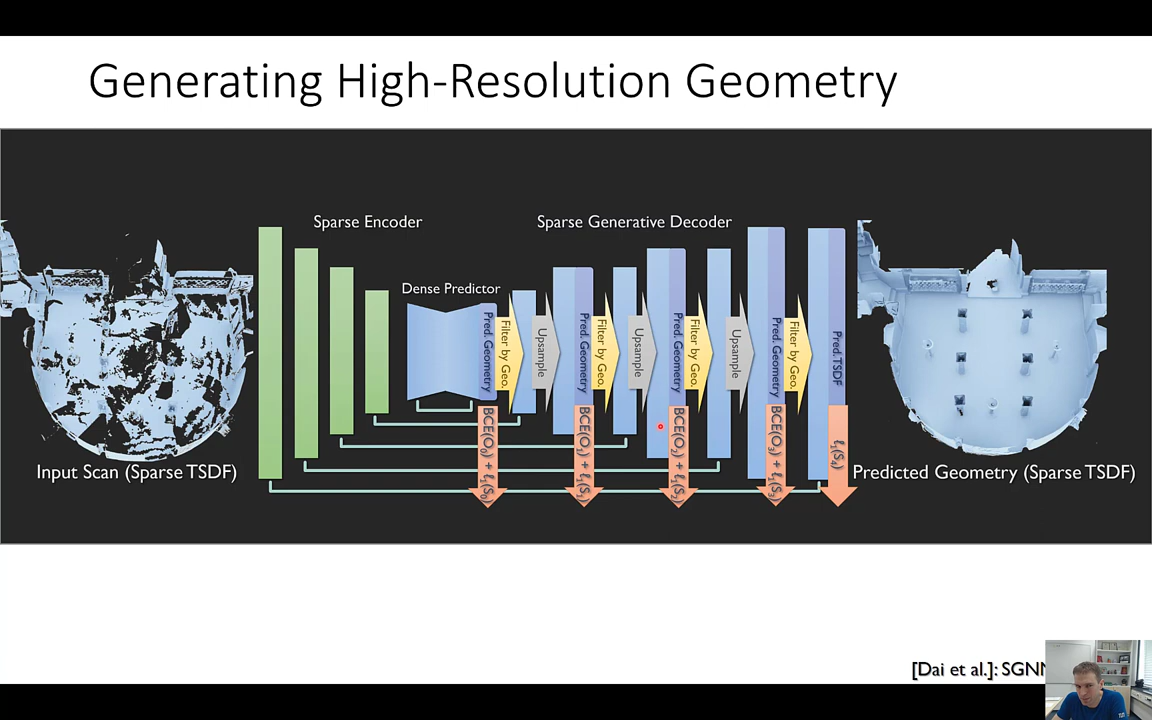 Generating High-Resolution Geometry
Sparse Encoder
Sparse Generative Decoder
Dense Predictor
Pred. Geometry
Filter by Geo.
Upsample
Pred. Geometry
Filter by Geo.
Upsample
Pred. Geometry
Filter by Geo.
Upsample
Pred. Geometry
Filter by Geo.
Pred. TSDF
BCE(O₀) + ℓ₁(S₀)
BCE(O₁) + ℓ₁(S₁)
BCE(O₂) + ℓ₁(S₂)
BCE(O₃) + ℓ₁(S₃)
ℓ₁(S₄)
Input Scan (Sparse TSDF)
Predicted Geometry (Sparse TSDF)
[Dai et al.]: SGN